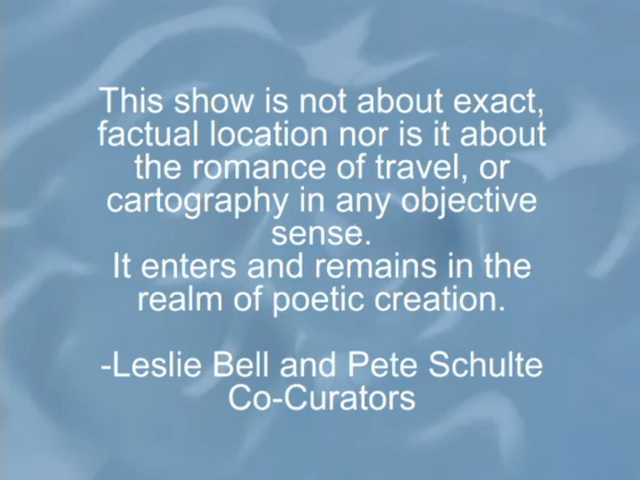 This show is not about exact,
factual location nor is it about
the romance of travel, or
cartography in any objective
sense.
It enters and remains in the
realm of poetic creation.
-Leslie Bell and Pete Schulte
Co-Curators